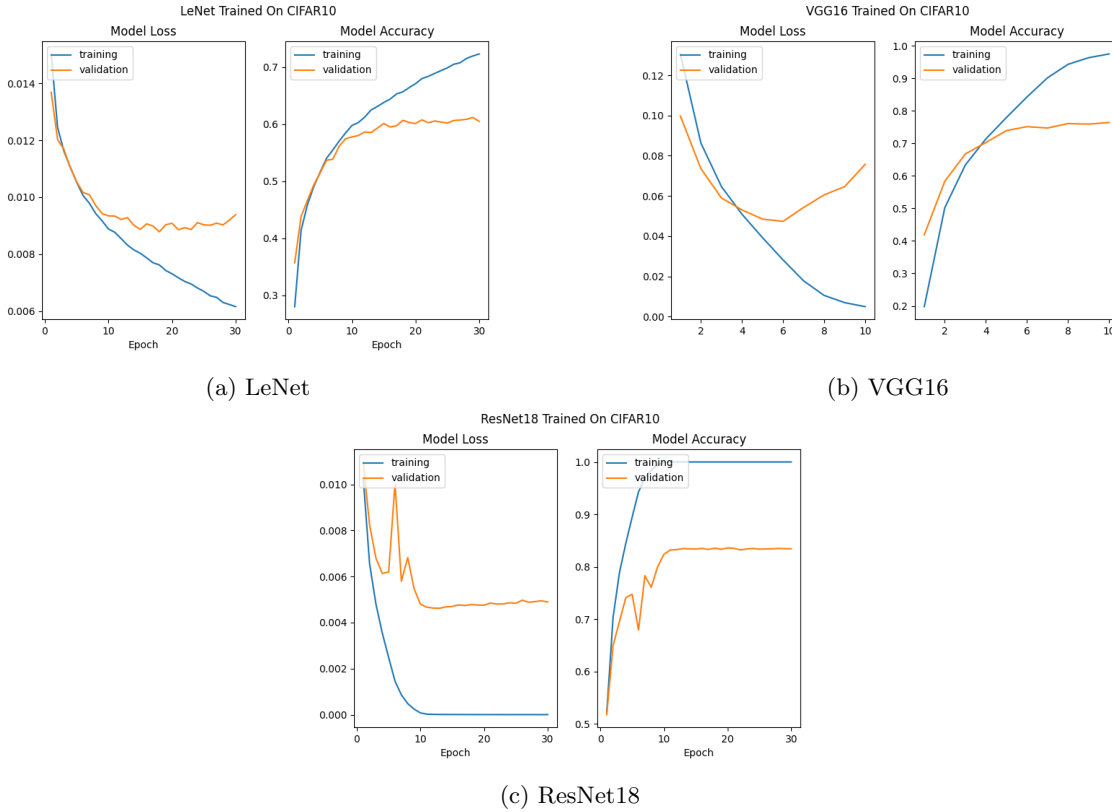 LeNet Trained On CIFAR10
Model Loss
training
validation
0.014
0.012
0.010
0.008
0.006
0 10 20 30
Epoch
Model Accuracy
training
validation
0.7
0.6
0.5
0.4
0.3
0 10 20 30
(a) LeNet
VGG16 Trained On CIFAR10
Model Loss
training
validation
0.12
0.10
0.08
0.06
0.04
0.02
0.00
2 4 6 8 10
Model Accuracy
training
validation
1.0
0.9
0.8
0.7
0.6
0.5
0.4
0.3
0.2
2 4 6 8 10
(b) VGG16
ResNet18 Trained On CIFAR10
Model Loss
training
validation
0.010
0.008
0.006
0.004
0.002
0.000
0 10 20 30
Epoch
Model Accuracy
training
validation
1.0
0.9
0.8
0.7
0.6
0.5
0 10 20 30
Epoch
(c) ResNet18